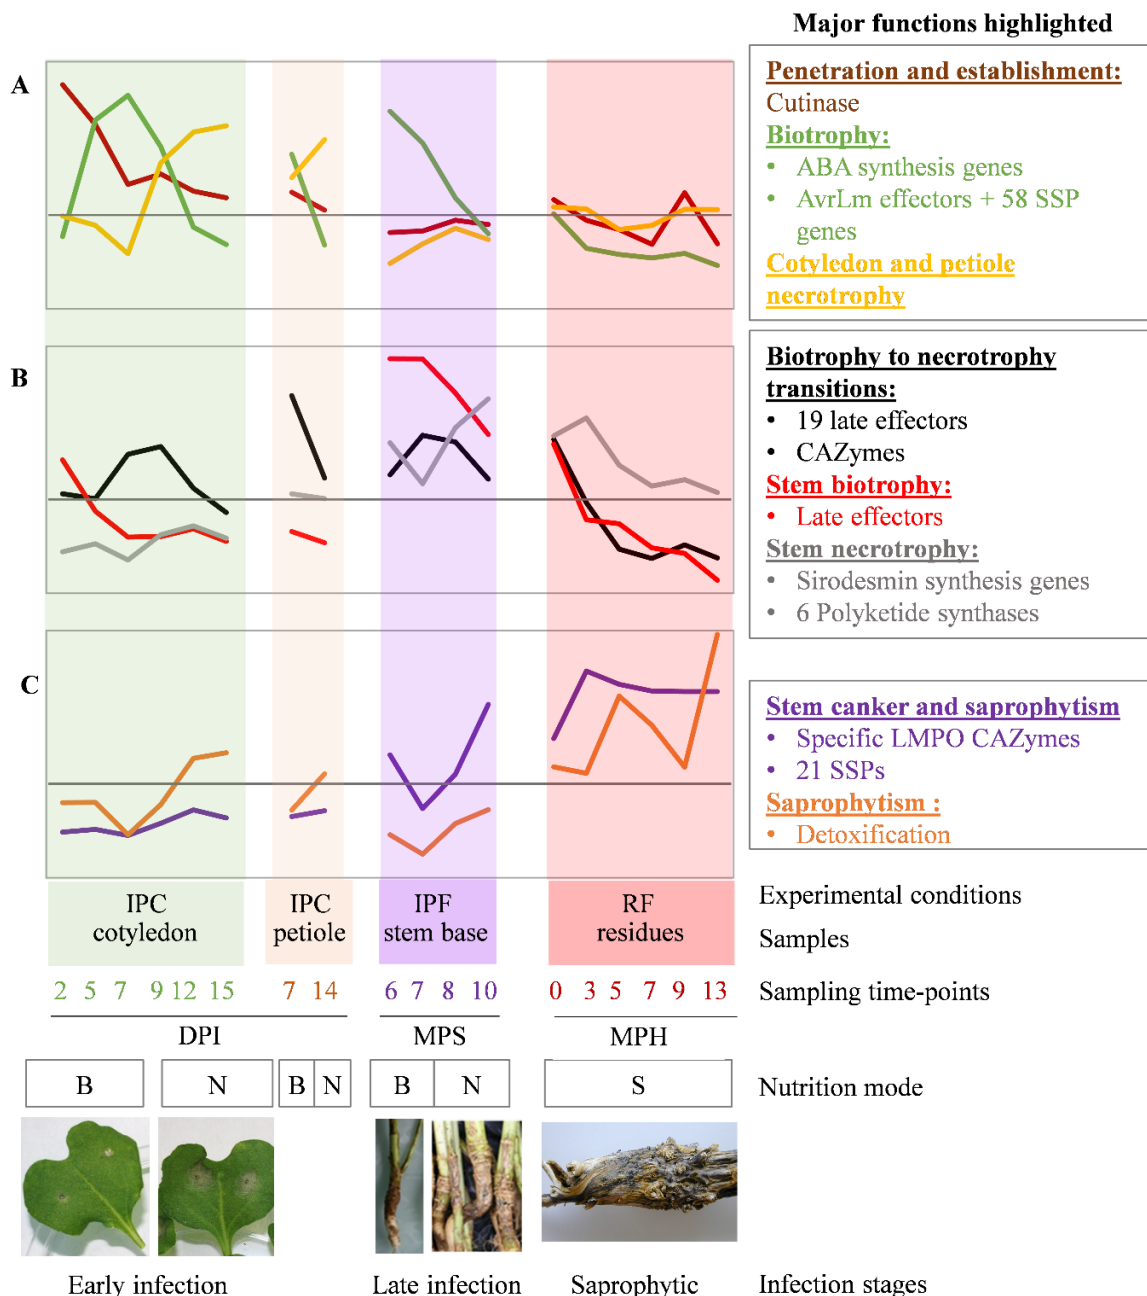 Major functions highlighted
A
Penetration and establishment:
Cutinase
Biotrophy:
• ABA synthesis genes
• AvrLm effectors + 58 SSP
genes
Cotyledon and petiole
necrotrophy
B
Biotrophy to necrotrophy
transitions:
• 19 late effectors
• CAZymes
Stem biotrophy:
• Late effectors
Stem necrotrophy:
• Sirodesmin synthesis genes
• 6 Polyketide synthases
C
Stem canker and saprophytism
• Specific LMPO CAZymes
• 21 SSPs
Saprophytism :
• Detoxification
IPC IPC IPF RF Experimental conditions
cotyledon petiole stem base residues Samples
2 5 7 9 12 15 7 14 6 7 8 10 0 3 5 7 9 13 Sampling time-points
DPI MPS MPH
B N B N B N S Nutrition mode
Early infection Late infection Saprophytic Infection stages